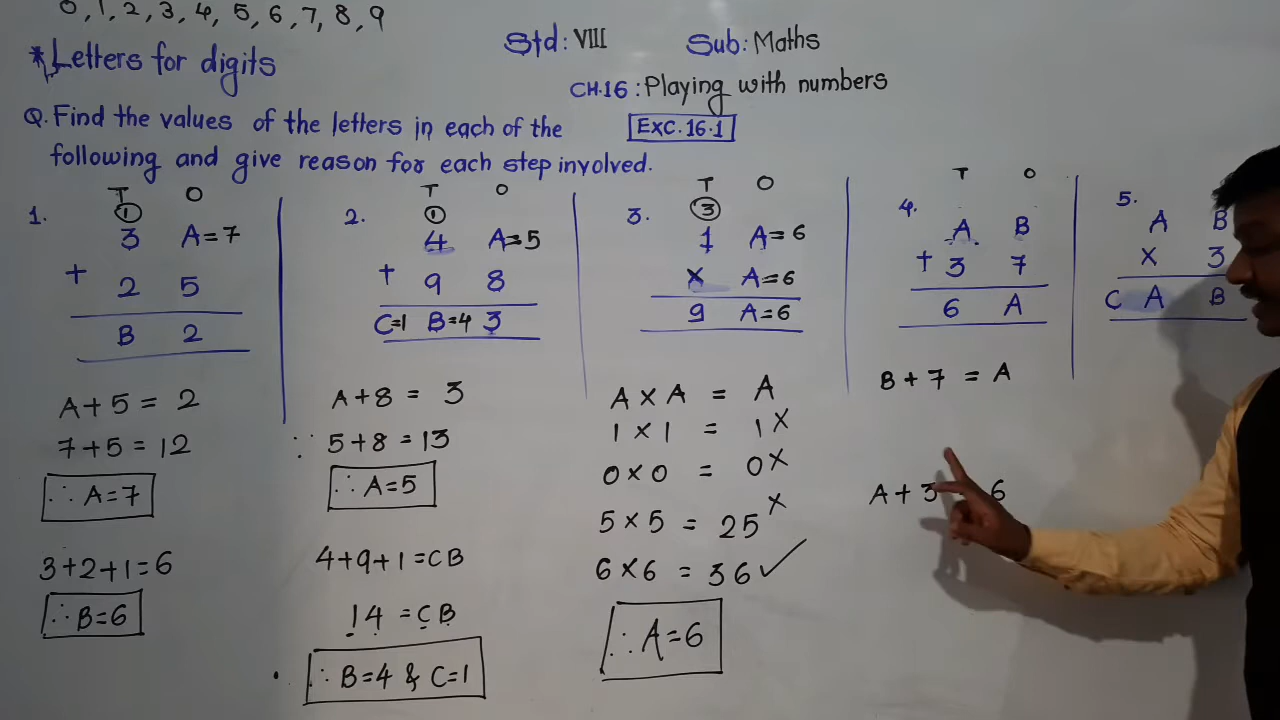 0, 1, 2, 3, 4, 5, 6, 7, 8, 9
* Letters for digits
Std: VIII
Sub: Maths
CH.16 : Playing with numbers
Q. Find the values of the letters in each of the
following and give reason for each step involved.
Exc. 16.1
1.
T O
1
3 A=7
+ 2 5
B 2
A + 5 = 2
7 + 5 = 12
∴ A=7
3+2+1=6
∴ B=6
2.
T O
1
4 A=5
+ 9 8
C=1 B=4 3
A + 8 = 3
∵ 5 + 8 = 13
∴ A=5
4+9+1=CB
14 = CB
∴ B=4 & C=1
3.
T O
3
1 A=6
× A=6
9 A=6
A × A = A
1 × 1 = 1 ×
0 × 0 = 0 ×
5 × 5 = 25 ×
6 × 6 = 36 ✓
∴ A=6
4.
T O
A B
+ 3 7
6 A
B + 7 = A
A + 3 = 6
5.
A B
× 3
C A B